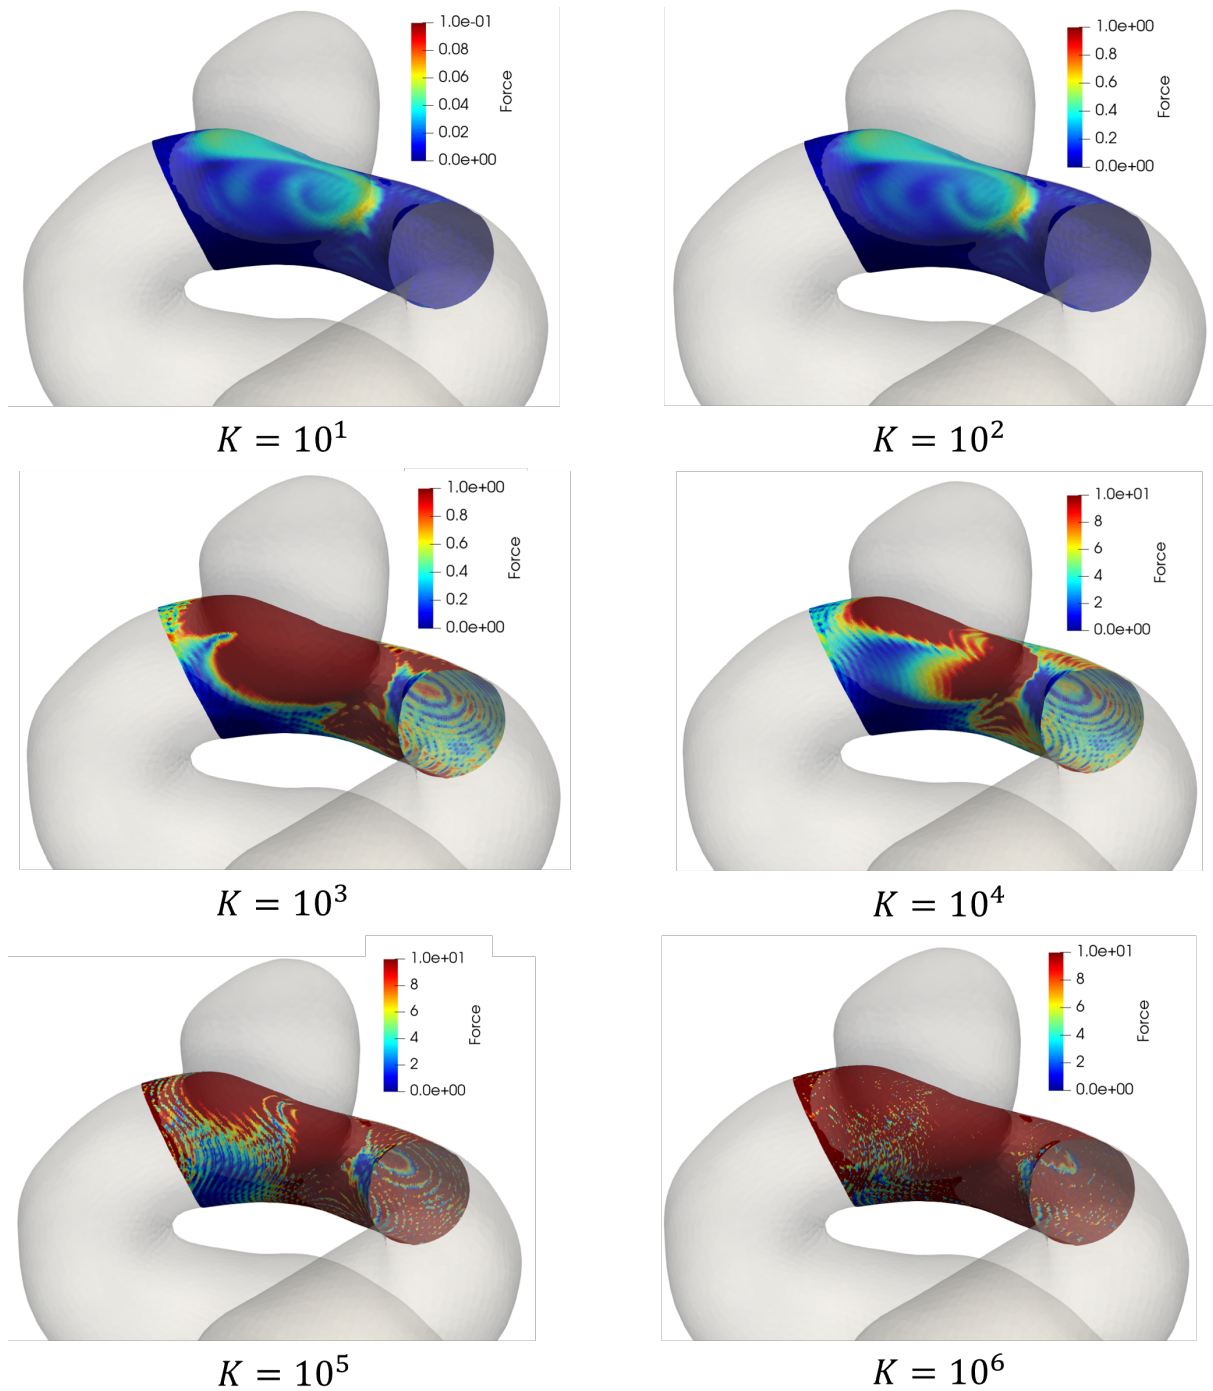 1.0e-01
0.08
0.06
0.04
0.02
0.0e+00
Force
1.0e+00
0.8
0.6
0.4
0.2
0.0e+00
Force
K = 10¹
K = 10²
1.0e+00
0.8
0.6
0.4
0.2
0.0e+00
Force
1.0e+01
8
6
4
2
0.0e+00
Force
K = 10³
K = 10⁴
1.0e+01
8
6
4
2
0.0e+00
Force
1.0e+01
8
6
4
2
0.0e+00
Force
K = 10⁵
K = 10⁶